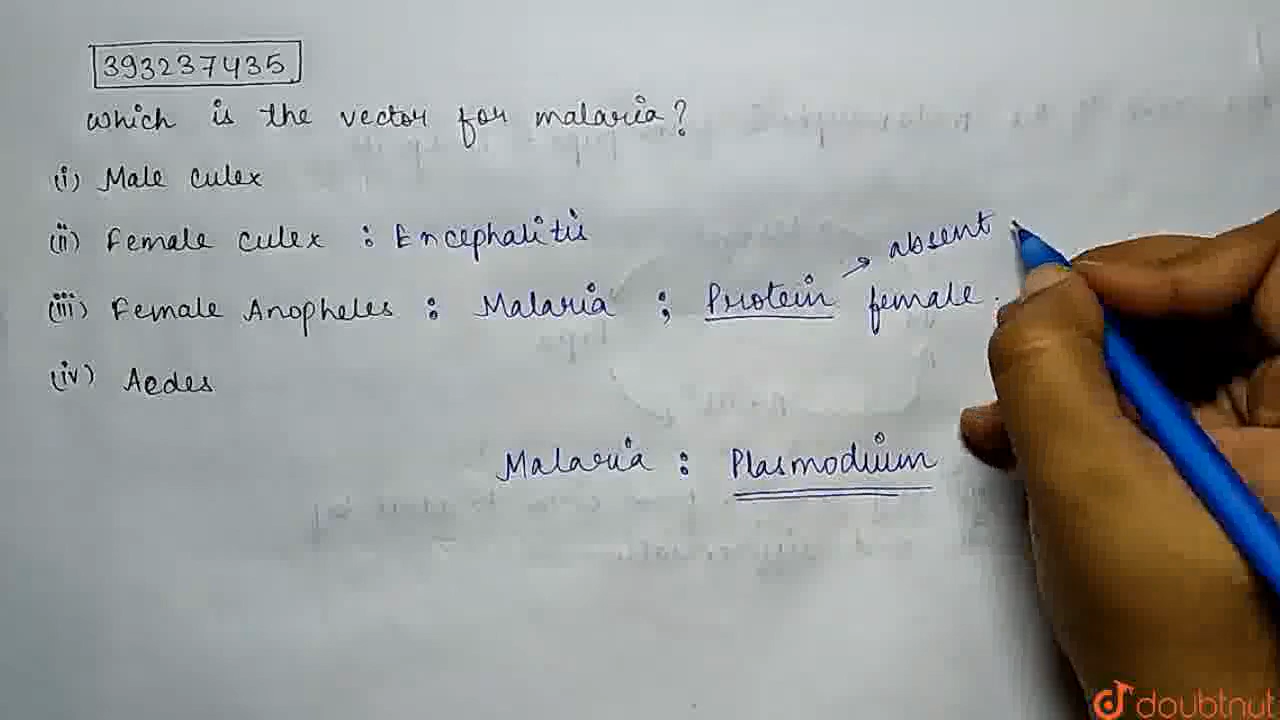 393237435
which is the vector for malaria?
(i) Male culex
(ii) Female culex : Encephalitis
(iii) Female Anopheles : Malaria ; Protein → absent female.
(iv) Aedes
Malaria : Plasmodium
doubtnut